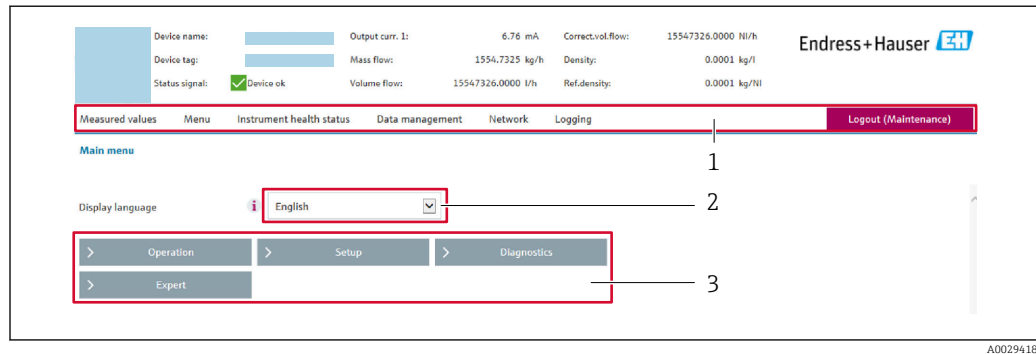 Device name: Output curr. 1: 6.76 mA Correct.vol.flow: 15547326.0000 Nl/h
Endress+Hauser EH
Device tag: Mass flow: 1554.7325 kg/h Density: 0.0001 kg/l
Status signal: Device ok Volume flow: 15547326.0000 l/h Ref.density: 0.0001 kg/Nl
Measured values Menu Instrument health status Data management Network Logging Logout (Maintenance)
1
Main menu
Display language i English 2
> Operation > Setup > Diagnostics
> Expert 3
A0029418